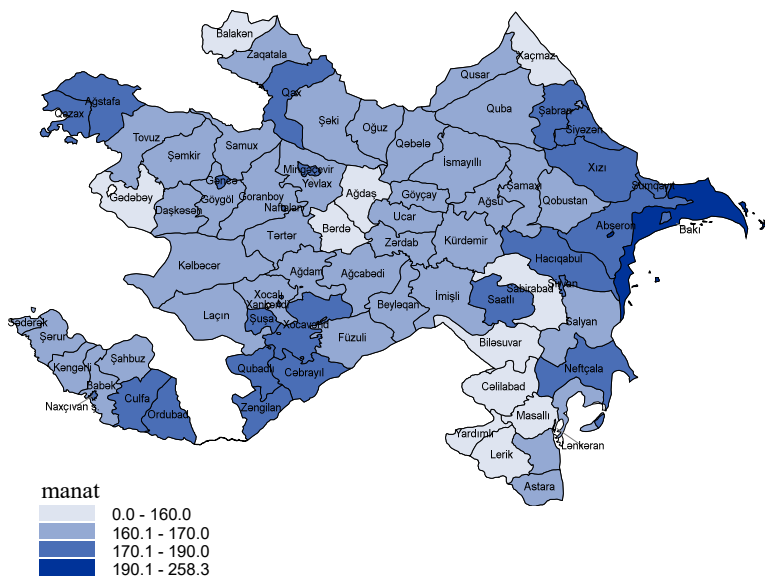 Balakən
Zaqatala
Xaçmaz
Qusar
Qax
Ağstafa
Quba
Qazax
Şabran
Şəki
Oğuz
Siyəzən
Tovuz
Samux
Qəbələ
Şəmkir
İsmayıllı
Xızı
Mingəçevir
Gəncə
Yevlax
Şamaxı
Sumqayıt
Ağdaş
Gədəbəy
Göygöl
Goranboy
Göyçay
Ağsu
Qobustan
Daşkəsən
Naftalan
Ucar
Abşeron
Bakı
Bərdə
Tərtər
Zərdab
Kürdəmir
Hacıqabul
Kəlbəcər
Ağdam
Ağcabədi
Şirvan
Sabirabad
Xocalı
İmişli
Saatlı
Xankəndi
Beyləqan
Laçın
Şuşa
Xocavənd
Salyan
Sədərək
Füzuli
Şərur
Biləsuvar
Şahbuz
Kəngərli
Qubadlı
Cəbrayıl
Neftçala
Babək
Cəlilabad
Culfa
Naxçıvan ş.
Zəngilan
Ordubad
Masallı
Yardımlı
Lənkəran
Lerik
Astara
manat
0.0 - 160.0
160.1 - 170.0
170.1 - 190.0
190.1 - 258.3